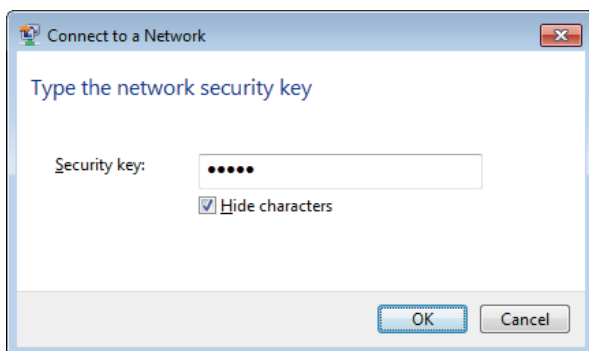 Connect to a Network
Type the network security key
Security key: •••••
Hide characters
OK Cancel